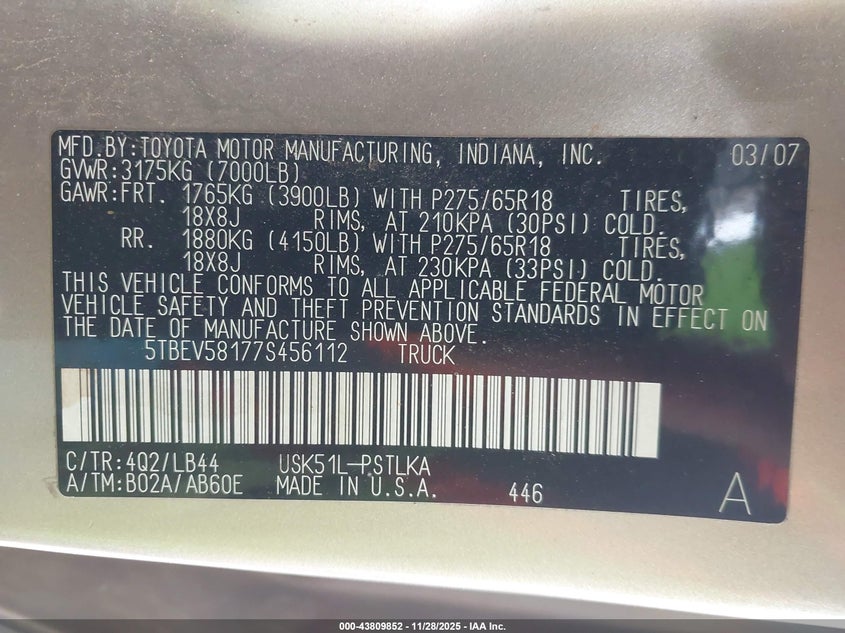 MFD.BY:TOYOTA MOTOR MANUFACTURING, INDIANA, INC. 03/07
GVWR:3175KG (7000LB)
GAWR:FRT. 1765KG (3900LB) WITH P275/65R18 TIRES,
18X8J RIMS, AT 210KPA (30PSI) COLD.
RR. 1880KG (4150LB) WITH P275/65R18 TIRES,
18X8J RIMS, AT 230KPA (33PSI) COLD.
THIS VEHICLE CONFORMS TO ALL APPLICABLE FEDERAL MOTOR
VEHICLE SAFETY AND THEFT PREVENTION STANDARDS IN EFFECT ON
THE DATE OF MANUFACTURE SHOWN ABOVE.
5TBEV58177S456112 TRUCK
C/TR:4Q2/LB44 USK51L-PSTLKA
A/TM:B02A/AB60E MADE IN U.S.A. 446 A
000-43809852 - 11/28/2025 - IAA Inc.